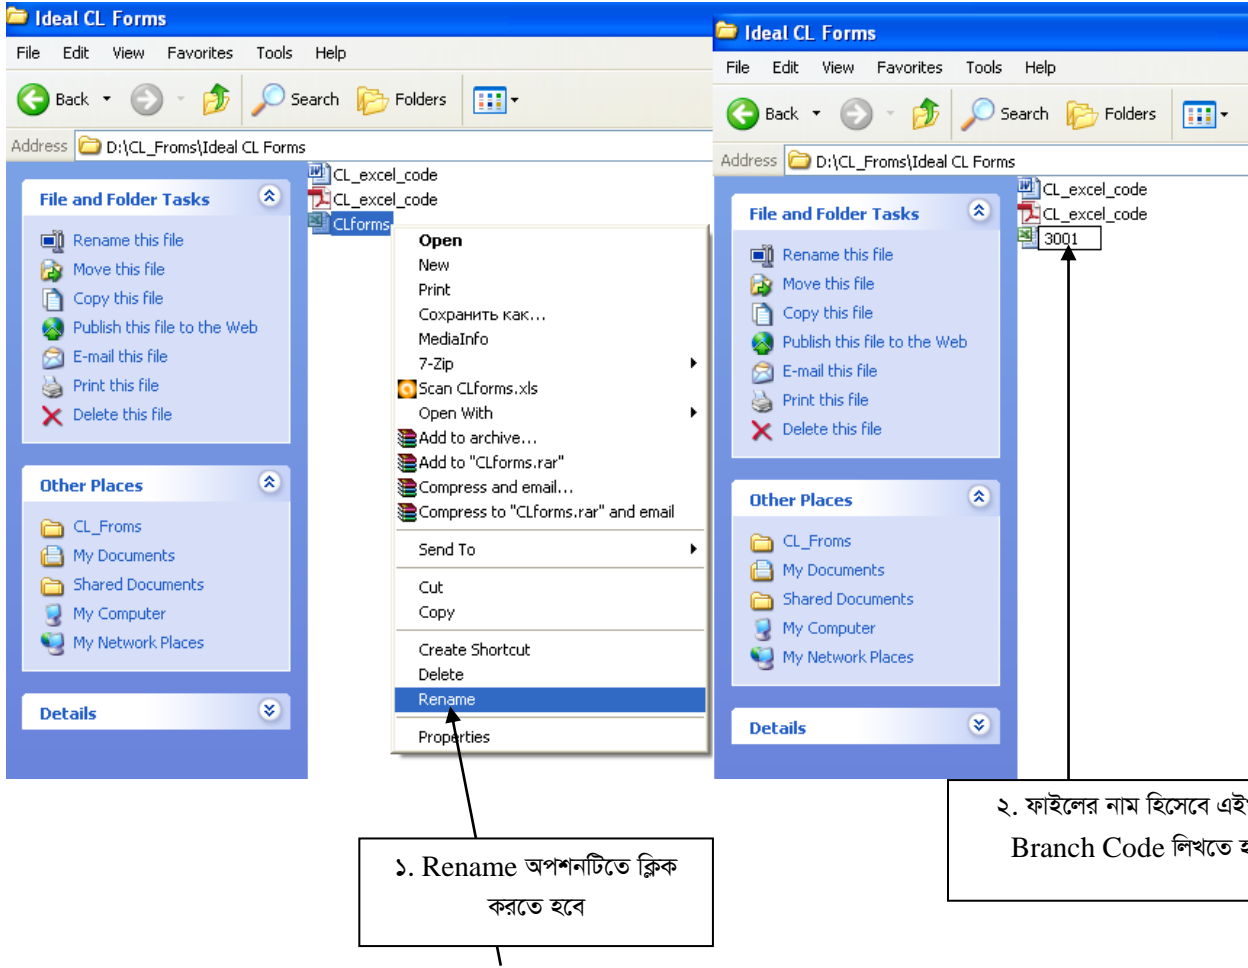 Ideal CL Forms
File Edit View Favorites Tools Help
Back Search Folders
Address D:\CL_Froms\Ideal CL Forms
File and Folder Tasks
Rename this file
Move this file
Copy this file
Publish this file to the Web
E-mail this file
Print this file
Delete this file
Other Places
CL_Froms
My Documents
Shared Documents
My Computer
My Network Places
Details
CL_excel_code
CL_excel_code
CLforms
Open
New
Print
Сохранить как...
MediaInfo
7-Zip
Scan CLforms.xls
Open With
Add to archive...
Add to "CLforms.rar"
Compress and email...
Compress to "CLforms.rar" and email
Send To
Cut
Copy
Create Shortcut
Delete
Rename
Properties
১. Rename অপশনটিতে ক্লিক
করতে হবে
Ideal CL Forms
File Edit View Favorites Tools Help
Back Search Folders
Address D:\CL_Froms\Ideal CL Forms
File and Folder Tasks
Rename this file
Move this file
Copy this file
Publish this file to the Web
E-mail this file
Print this file
Delete this file
Other Places
CL_Froms
My Documents
Shared Documents
My Computer
My Network Places
Details
CL_excel_code
CL_excel_code
3001
২. ফাইলের নাম হিসেবে
Branch Code লিখতে